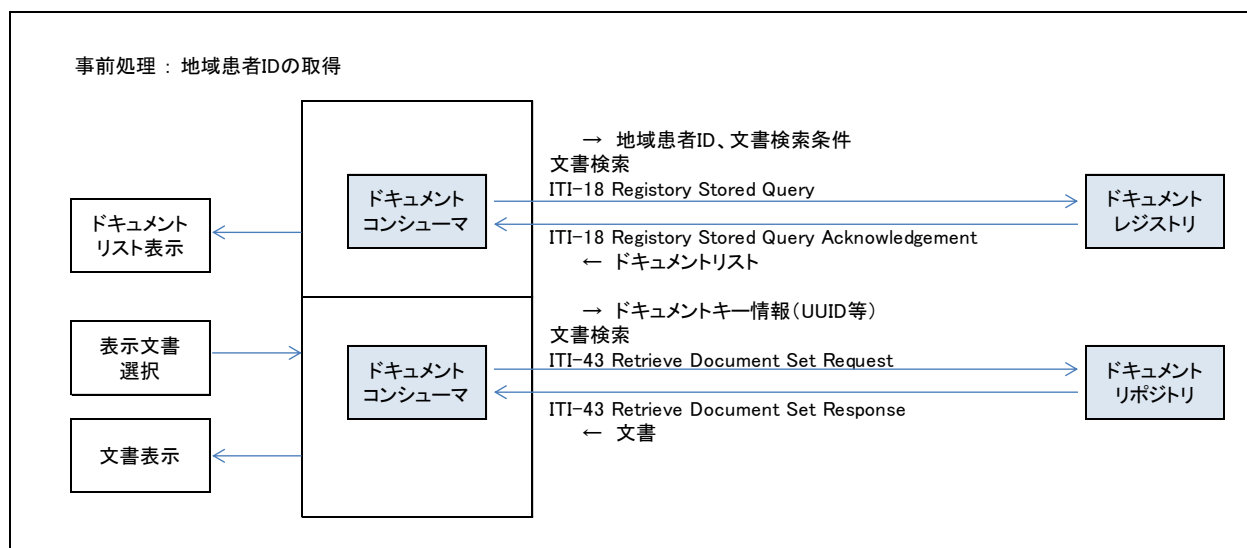 事前処理 : 地域患者IDの取得
→ 地域患者ID、文書検索条件
文書検索
ITI-18 Registory Stored Query
ドキュメント
コンシューマ
ドキュメント
レジストリ
ドキュメント
リスト表示
ITI-18 Registory Stored Query Acknowledgement
← ドキュメントリスト
→ ドキュメントキー情報(UUID等)
文書検索
ITI-43 Retrieve Document Set Request
表示文書
選択
ドキュメント
コンシューマ
ドキュメント
リポジトリ
ITI-43 Retrieve Document Set Response
← 文書
文書表示